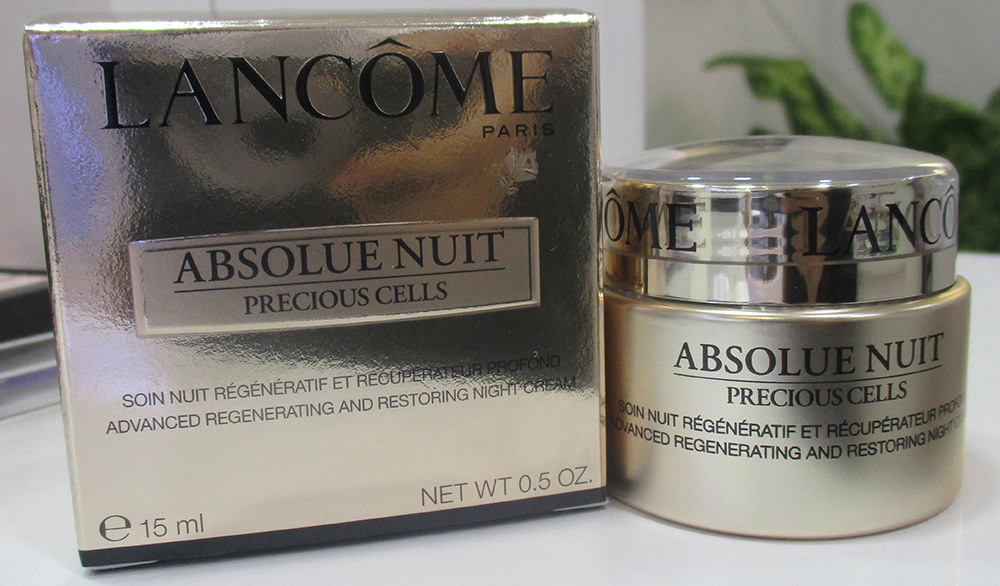 LANCÔME
PARIS
ABSOLUE NUIT
PRECIOUS CELLS
SOIN NUIT RÉGÉNÉRATIF ET RÉCUPÉRATEUR PROFOND
ADVANCED REGENERATING AND RESTORING NIGHT CREAM
NET WT 0.5 OZ.
℮ 15 ml
ÔME LANCÔ
ABSOLUE NUIT
PRECIOUS CELLS
SOIN NUIT RÉGÉNÉRATIF ET RÉCUPÉRATEUR PROFO
ADVANCED REGENERATING AND RESTORING NIGHT